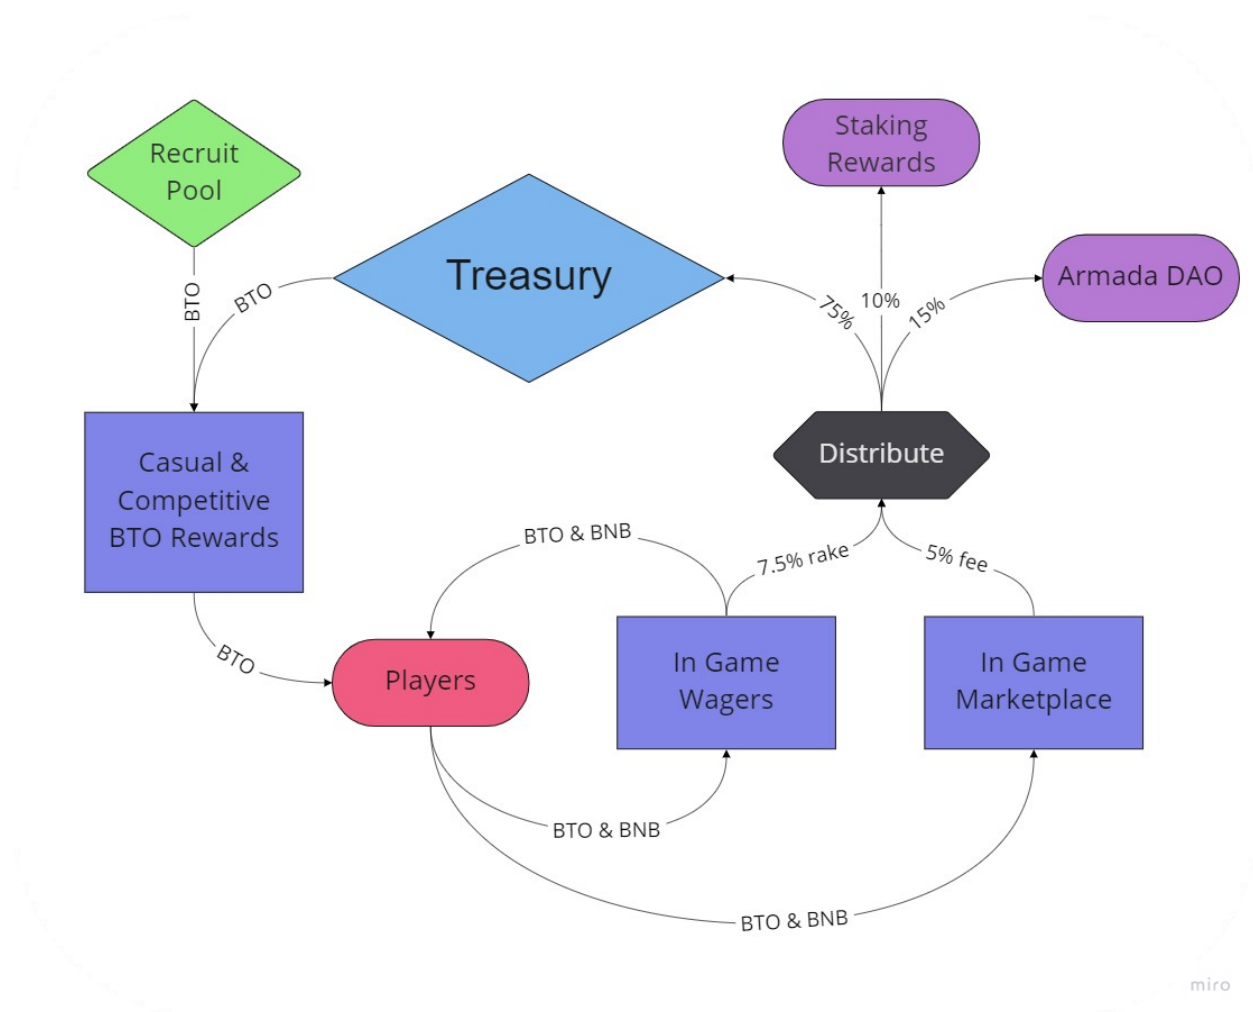 Staking
Rewards
Recruit
Pool
Treasury
Armada DAO
BTO
BTO
75%
10%
15%
Distribute
Casual &
Competitive
BTO Rewards
BTO & BNB
7.5% rake
5% fee
BTO
Players
In Game
Wagers
In Game
Marketplace
BTO & BNB
BTO & BNB
miro